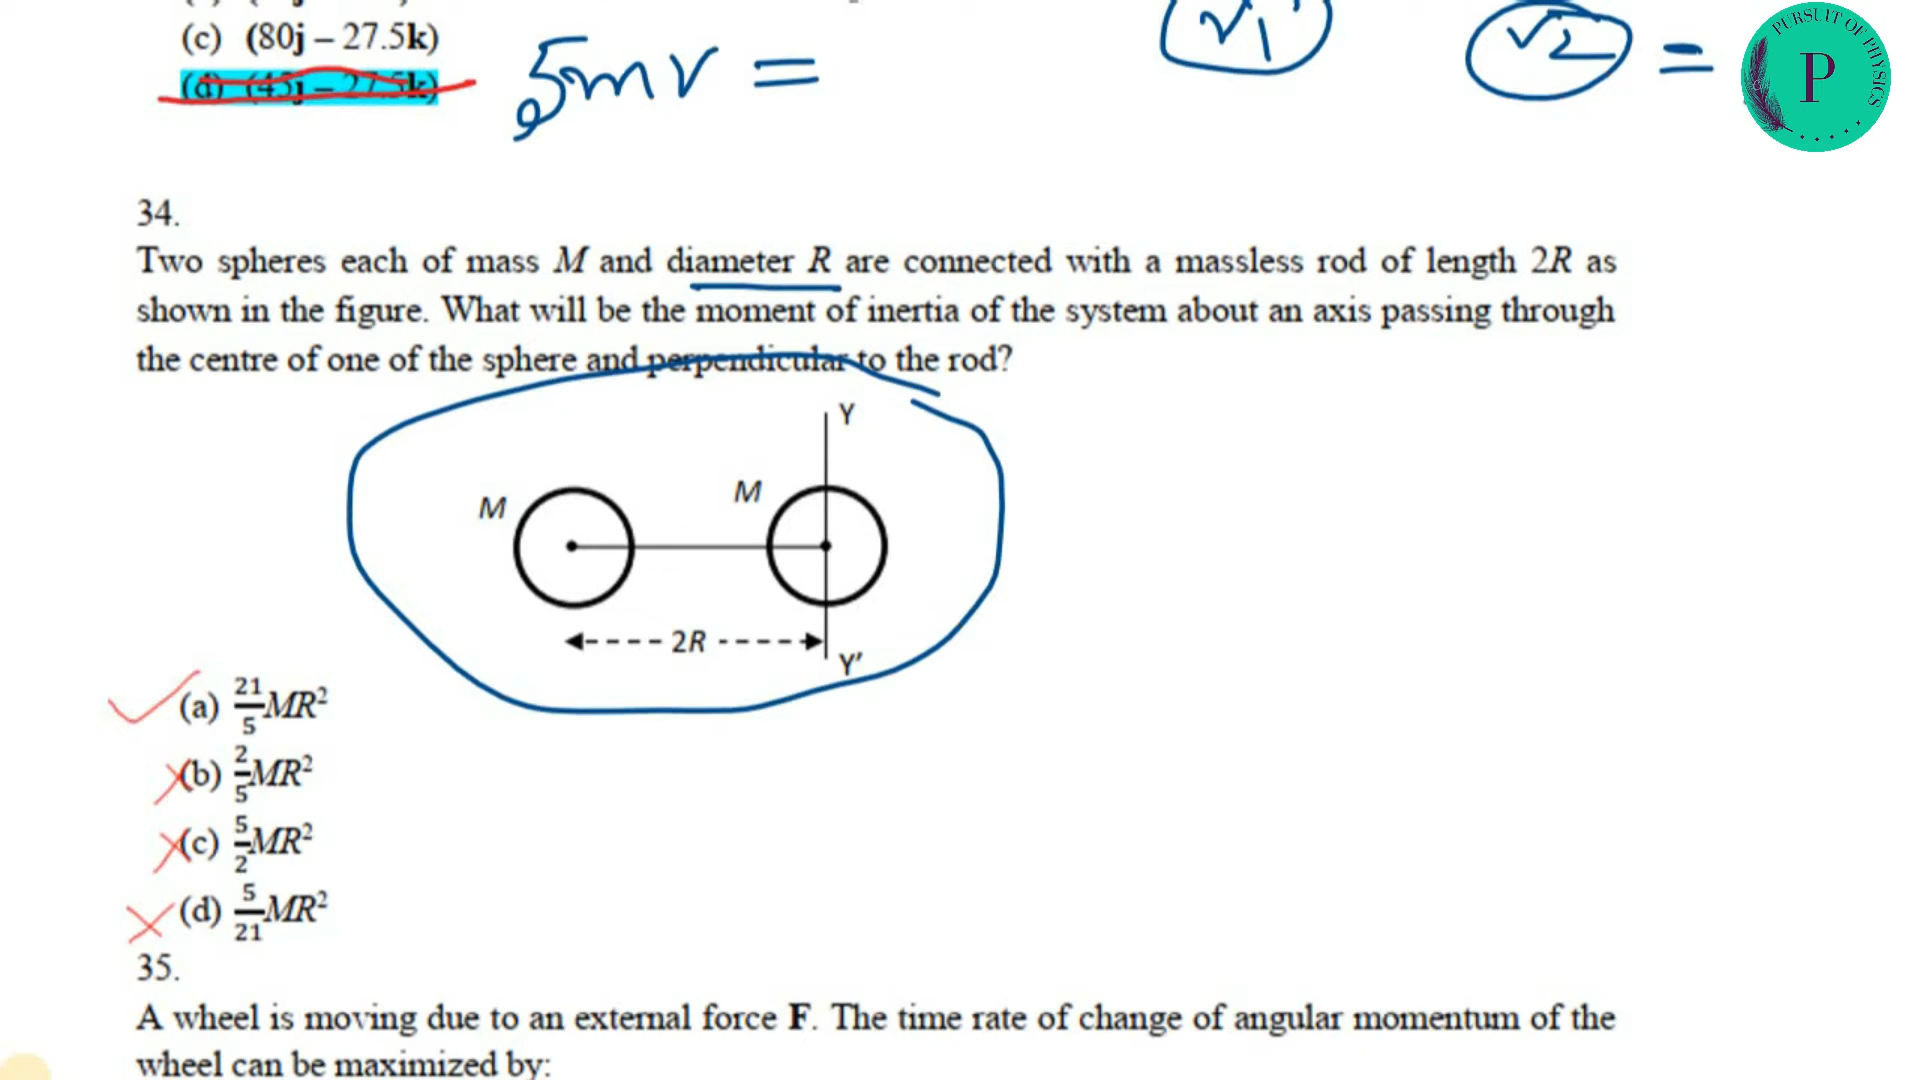 (c) (80j – 27.5k)
(d) (45j – 27.5k)
5mv =
v1
v2 =
PURSUIT OF PHYSICS
P
34.
Two spheres each of mass M and diameter R are connected with a massless rod of length 2R as
shown in the figure. What will be the moment of inertia of the system about an axis passing through
the centre of one of the sphere and perpendicular to the rod?
Y
M
M
2R
Y'
(a) 21/5 MR²
(b) 2/5 MR²
(c) 5/2 MR²
(d) 5/21 MR²
35.
A wheel is moving due to an external force F. The time rate of change of angular momentum of the
wheel can be maximized by: